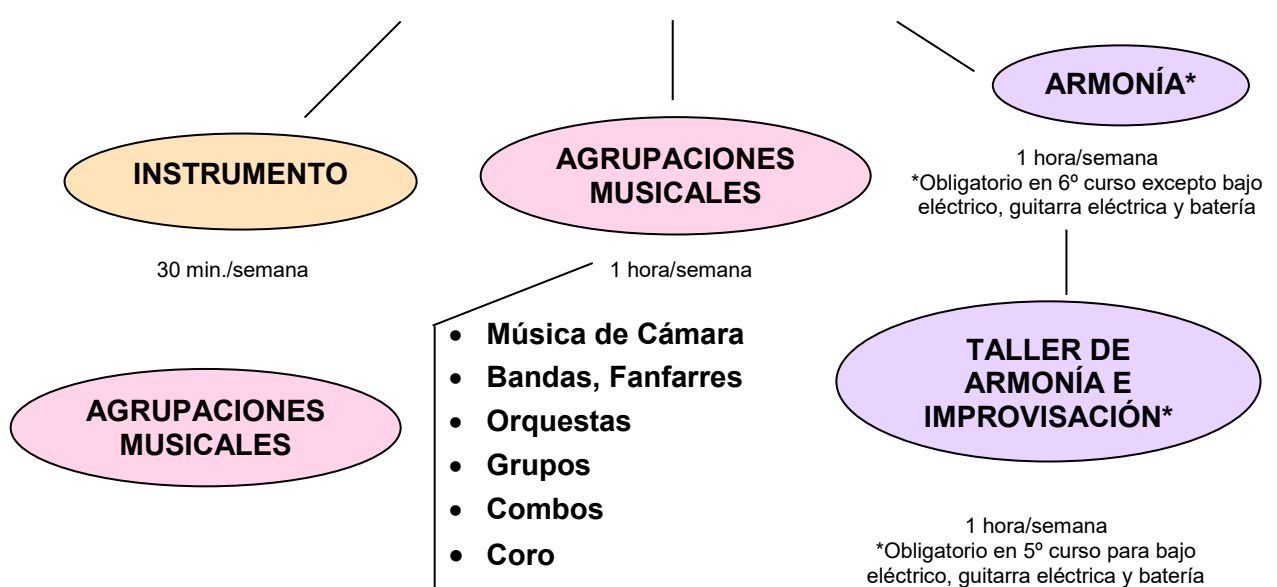 ARMONÍA*
1 hora/semana
*Obligatorio en 6º curso excepto bajo
eléctrico, guitarra eléctrica y batería
INSTRUMENTO
30 min./semana
AGRUPACIONES
MUSICALES
1 hora/semana
• Música de Cámara
• Bandas, Fanfarres
• Orquestas
• Grupos
• Combos
• Coro
AGRUPACIONES
MUSICALES
TALLER DE
ARMONÍA E
IMPROVISACIÓN*
1 hora/semana
*Obligatorio en 5º curso para bajo
eléctrico, guitarra eléctrica y batería